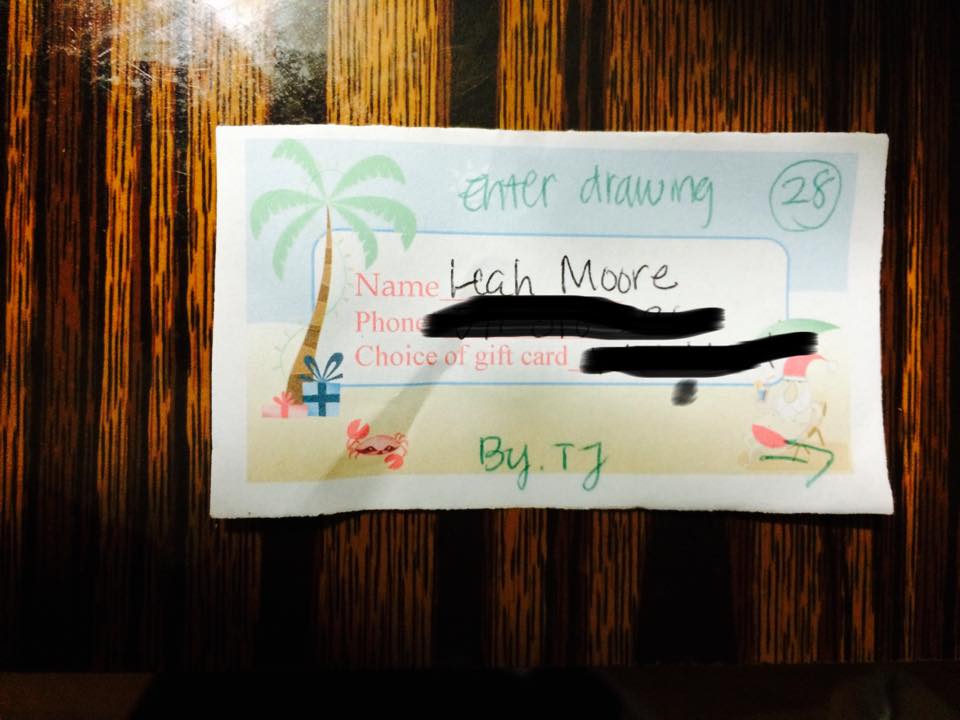 Enter drawing 28
Name Leah Moore
Phone
Choice of gift card
By. TJ